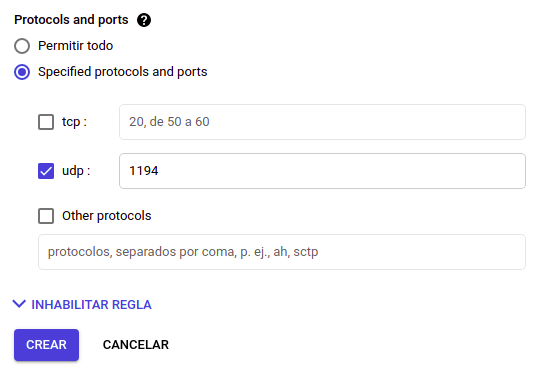 Protocols and ports ?
Permitir todo
Specified protocols and ports
tcp : 20, de 50 a 60
udp : 1194
Other protocols
protocolos, separados por coma, p. ej., ah, sctp
INHABILITAR REGLA
CREAR CANCELAR